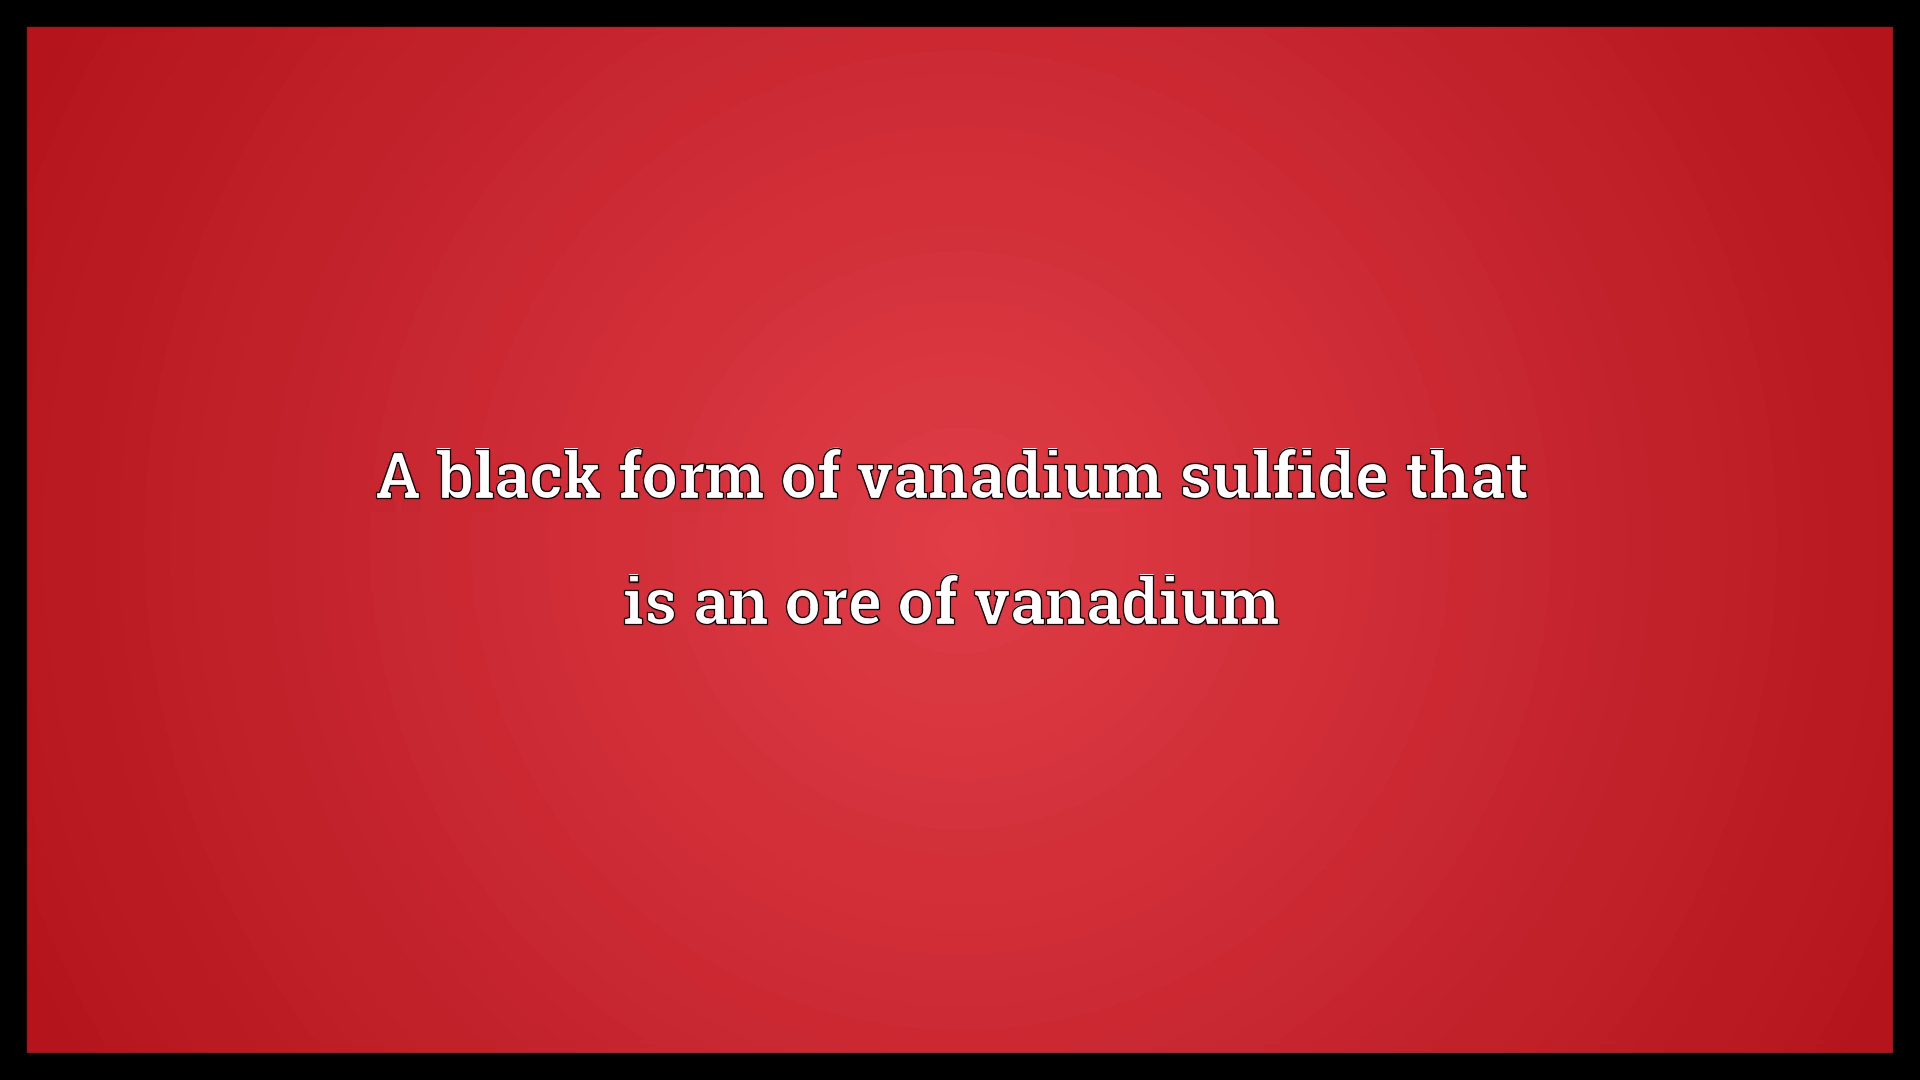 A black form of vanadium sulfide that
is an ore of vanadium